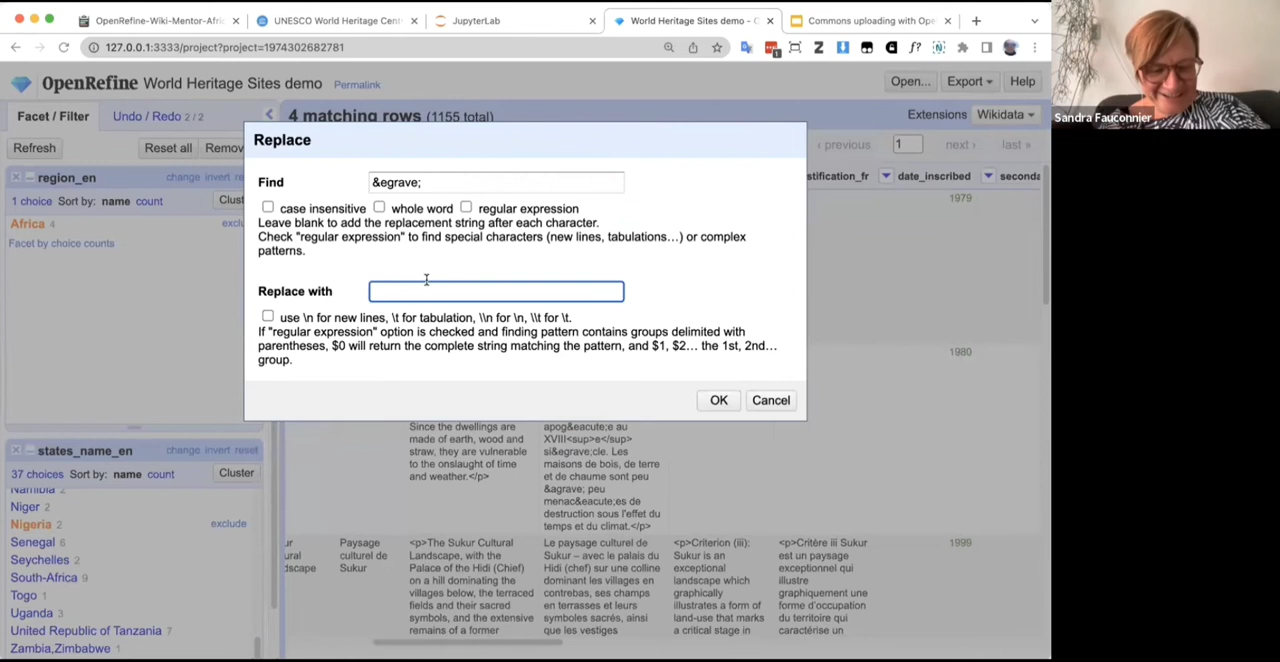 OpenRefine-Wiki-Mentor-Afri
UNESCO World Heritage Cent
JupyterLab
World Heritage Sites demo - O
Commons uploading with Ope
127.0.0.1:3333/project?project=1974302682781
OpenRefine World Heritage Sites demo Permalink
Open...
Export
Help
Facet / Filter
Undo / Redo 2 / 2
4 matching rows (1155 total)
Extensions
Wikidata
Refresh
Reset all
Remov
‹ previous
1
next ›
last »
region_en
change invert re
1 choice Sort by: name count
Clust
Africa 4
exclu
Facet by choice counts
stification_fr
date_inscribed
seconda
1979
1980
1999
Replace
Find
&egrave;
case insensitive
whole word
regular expression
Leave blank to add the replacement string after each character.
Check "regular expression" to find special characters (new lines, tabulations...) or complex
patterns.
Replace with
use \n for new lines, \t for tabulation, \\n for \n, \\t for \t.
If "regular expression" option is checked and finding pattern contains groups delimited with
parentheses, $0 will return the complete string matching the pattern, and $1, $2... the 1st, 2nd...
group.
OK
Cancel
states_name_en
change invert reset
37 choices Sort by: name count
Cluster
Namibia 2
Niger 2
Nigeria 2
exclude
Senegal 6
Seychelles 2
South-Africa 9
Togo 1
Uganda 3
United Republic of Tanzania 7
Zambia,Zimbabwe 1
Since the dwellings are
made of earth, wood and
straw, they are vulnerable
to the onslaught of time
and weather.</p>
apog&eacute;e au
XVIII<sup>e</sup>
si&egrave;cle. Les
maisons de bois, de terre
et de chaume sont peu
&agrave; peu
menac&eacute;es de
destruction sous l'effet du
temps et du climat.</p>
ur
ural
dscape
Paysage
culturel de
Sukur
<p>The Sukur Cultural
Landscape, with the
Palace of the Hidi (Chief)
on a hill dominating the
villages below, the terraced
fields and their sacred
symbols, and the extensive
remains of a former
Le paysage culturel de
Sukur – avec le palais du
Hidi (chef) sur une colline
dominant les villages en
contrebas, ses champs
en terrasses et leurs
symboles sacrés, ainsi
que les vestiges
<p>Criterion (iii):
Sukur is an
exceptional
landscape which
graphically
illustrates a form of
land-use that marks
a critical stage in
<p>Critère iii Sukur
est un paysage
exceptionnel qui
illustre
graphiquement une
forme d'occupation
du territoire qui
caractérise un
Sandra Fauconnier